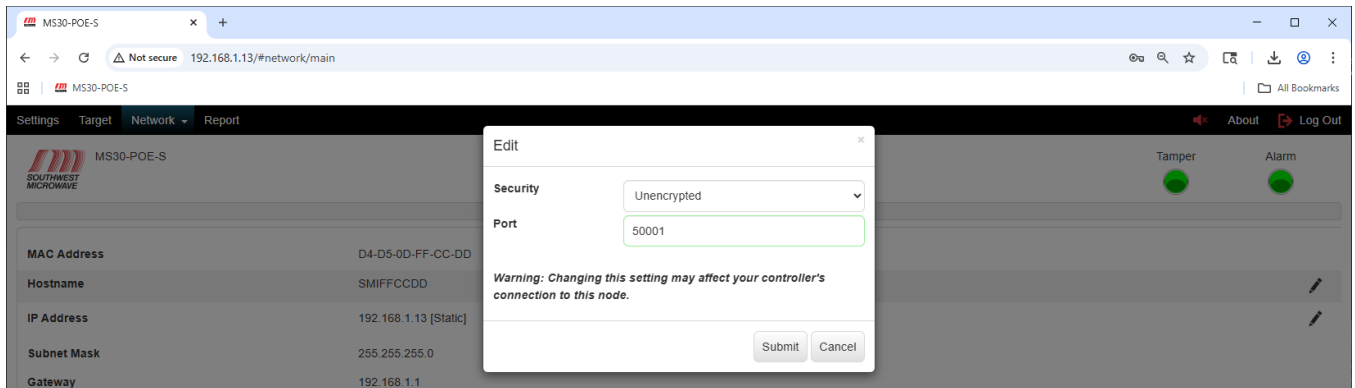 MS30-POE-S
Not secure 192.168.1.13/#network/main
MS30-POE-S
All Bookmarks
Settings Target Network Report About Log Out
SOUTHWEST
MICROWAVE
MS30-POE-S
Tamper Alarm
Edit
Security Unencrypted
Port 50001
Warning: Changing this setting may affect your controller's
connection to this node.
Submit Cancel
MAC Address D4-D5-0D-FF-CC-DD
Hostname SMIFFCCDD
IP Address 192.168.1.13 [Static]
Subnet Mask 255.255.255.0
Gateway 192.168.1.1